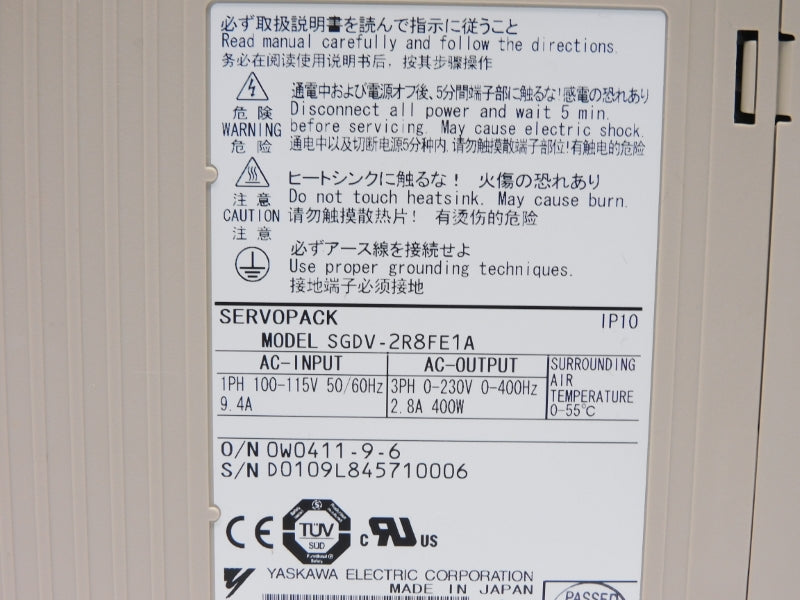 必ず取扱説明書を読んで指示に従うこと
Read manual carefully and follow the directions.
务必在阅读使用说明书后，按其步骤操作
危険
WARNING
危险
通電中および電源オフ後、5分間端子部に触るな!感電の恐れあり
Disconnect all power and wait 5 min.
before servicing. May cause electric shock.
通电中以及切断电源5分种内,请勿触摸散端子部位!有触电的危险
注意
CAUTION
注意
ヒートシンクに触るな! 火傷の恐れあり
Do not touch heatsink. May cause burn.
请勿触摸散热片! 有烫伤的危险
必ずアース線を接続せよ
Use proper grounding techniques.
接地端子必须接地
SERVOPACK IP10
MODEL SGDV-2R8FE1A
AC-INPUT
1PH 100-115V 50/60Hz
9.4A
AC-OUTPUT
3PH 0-230V 0-400Hz
2.8A 400W
SURROUNDING
AIR
TEMPERATURE
0-55℃
O/N OW0411-9-6
S/N D0109L845710006
CE
TÜV
SÜD
c RU US
YASKAWA ELECTRIC CORPORATION
MADE IN JAPAN
PASSED